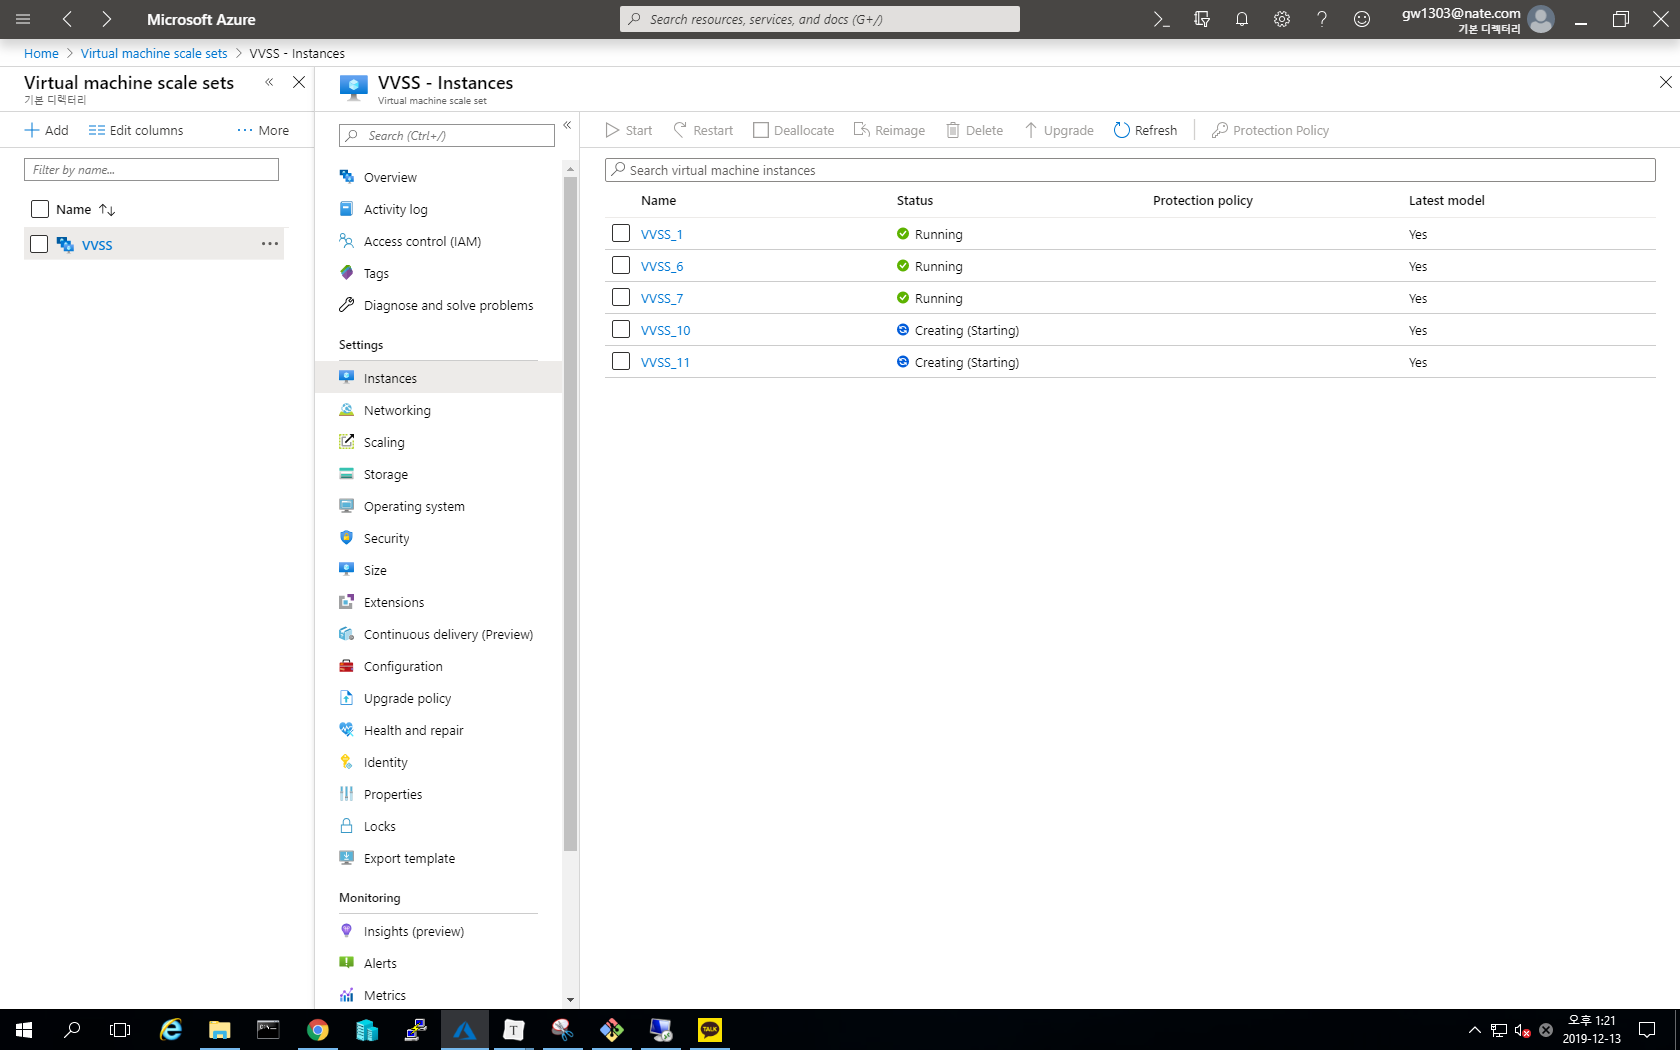 Microsoft Azure
Search resources, services, and docs (G+/)
gw1303@nate.com
기본 디렉터리
Home > Virtual machine scale sets > VVSS - Instances
Virtual machine scale sets
기본 디렉터리
Add
Edit columns
More
Filter by name...
Name
VVSS
VVSS - Instances
Virtual machine scale set
Search (Ctrl+/)
Overview
Activity log
Access control (IAM)
Tags
Diagnose and solve problems
Settings
Instances
Networking
Scaling
Storage
Operating system
Security
Size
Extensions
Continuous delivery (Preview)
Configuration
Upgrade policy
Health and repair
Identity
Properties
Locks
Export template
Monitoring
Insights (preview)
Alerts
Metrics
Start
Restart
Deallocate
Reimage
Delete
Upgrade
Refresh
Protection Policy
Search virtual machine instances
Name Status Protection policy Latest model
VVSS_1 Running Yes
VVSS_6 Running Yes
VVSS_7 Running Yes
VVSS_10 Creating (Starting) Yes
VVSS_11 Creating (Starting) Yes
T
TALK
오후 1:21
2019-12-13